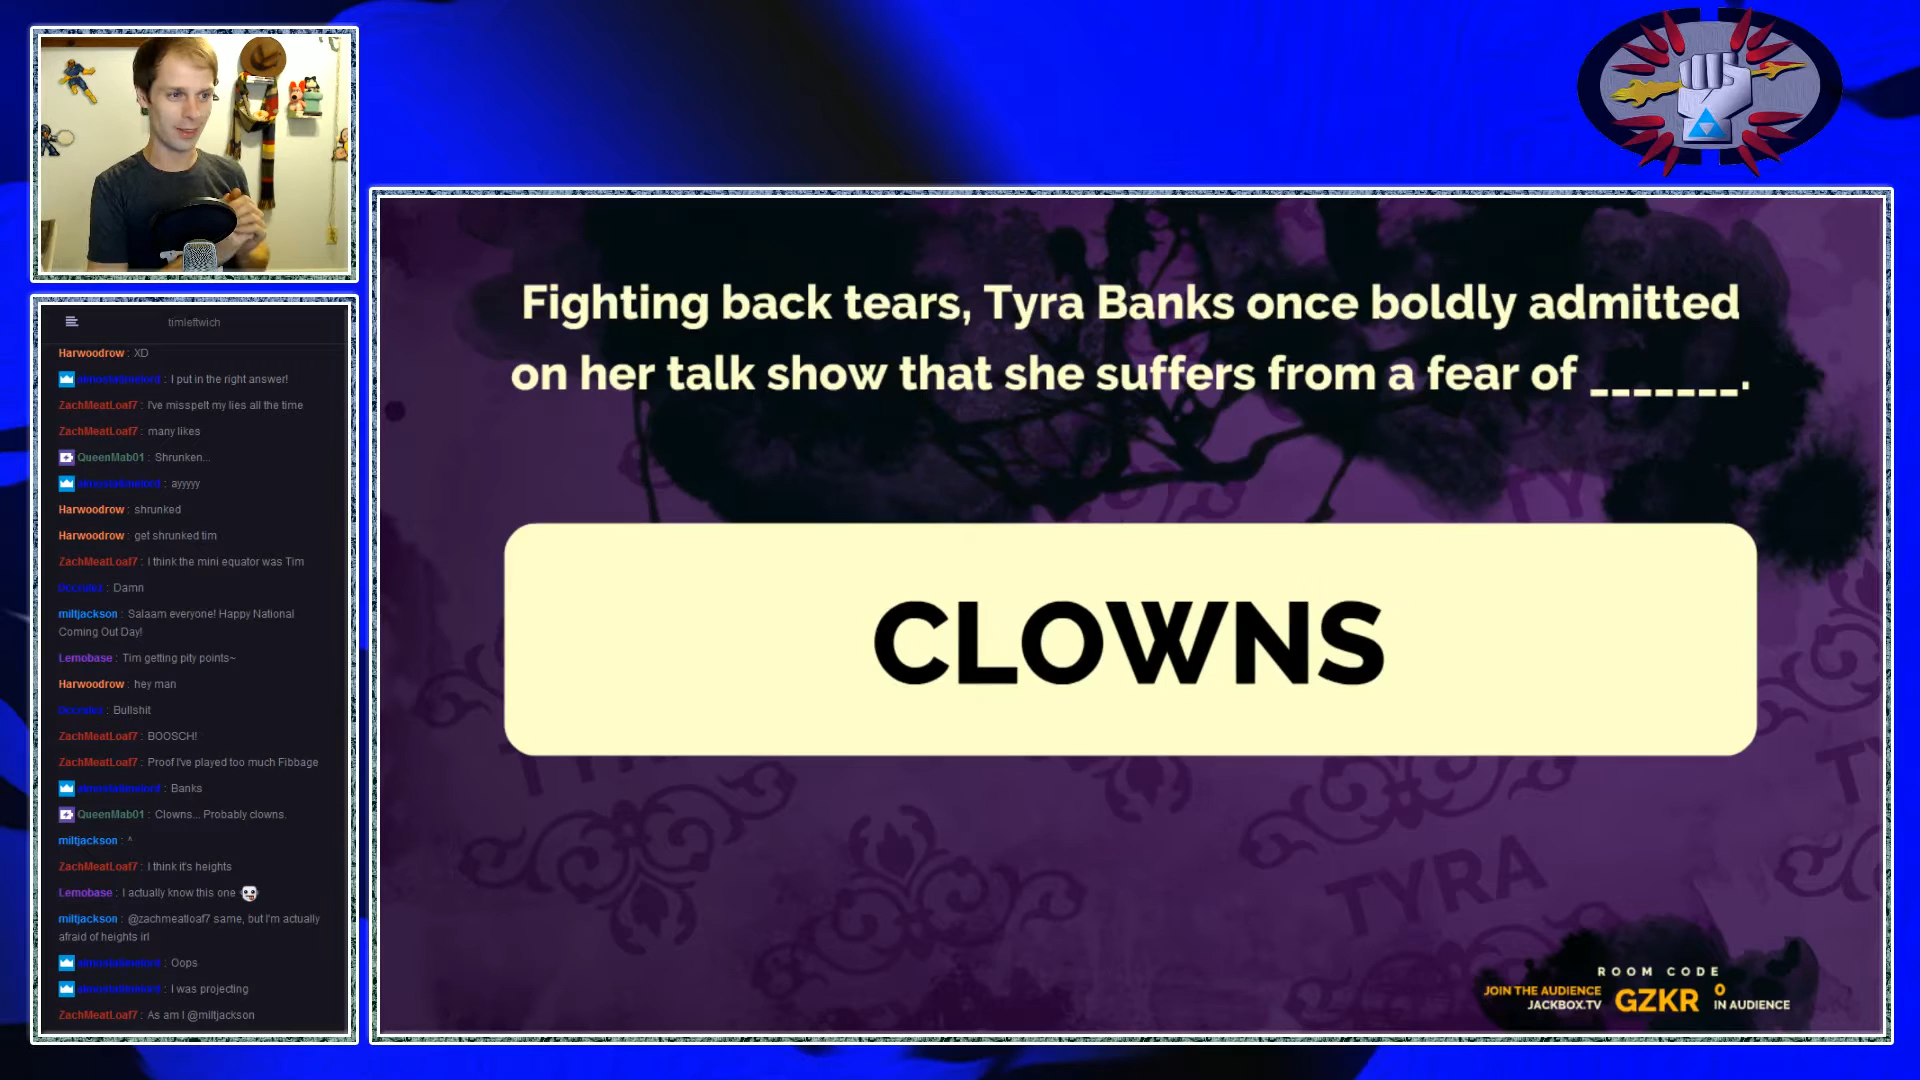 timleftwich
Harwoodrow : XD
: I put in the right answer!
ZachMeatLoaf7 : I've misspelt my lies all the time
ZachMeatLoaf7 : many likes
QueenMab01 : Shrunken...
: ayyyyy
Harwoodrow : shrunked
Harwoodrow : get shrunked tim
ZachMeatLoaf7 : I think the mini equator was Tim
: Damn
miltjackson : Salaam everyone! Happy National
Coming Out Day!
Lemobase : Tim getting pity points~
Harwoodrow : hey man
: Bullshit
ZachMeatLoaf7 : BOOSCH!
ZachMeatLoaf7 : Proof I've played too much Fibbage
: Banks
QueenMab01 : Clowns... Probably clowns.
miltjackson : ^
ZachMeatLoaf7 : I think it's heights
Lemobase : I actually know this one
miltjackson : @zachmeatloaf7 same, but I'm actually
afraid of heights irl
: Oops
: I was projecting
ZachMeatLoaf7 : As am I @miltjackson
Fighting back tears, Tyra Banks once boldly admitted
on her talk show that she suffers from a fear of _______.
CLOWNS
TYRA
ROOM CODE
JOIN THE AUDIENCE
JACKBOX.TV
GZKR
0
IN AUDIENCE